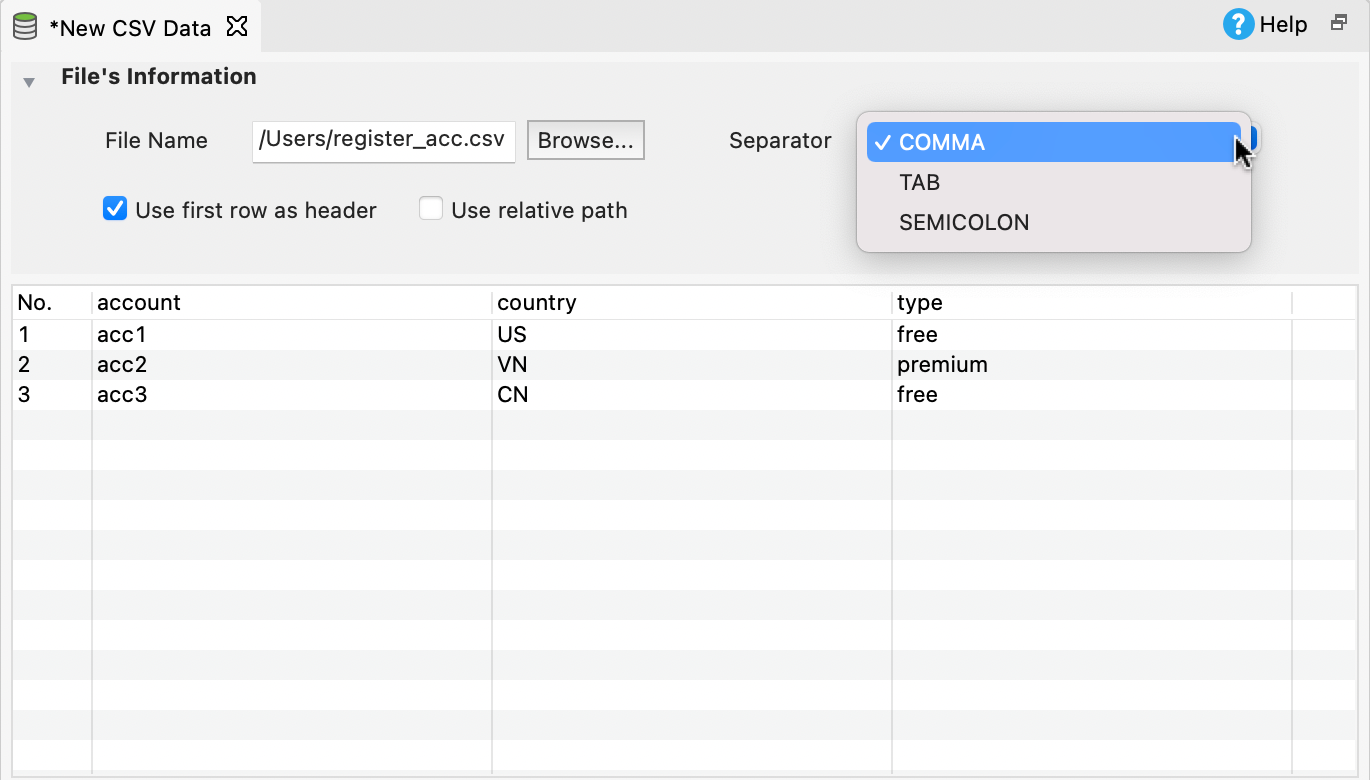 *New CSV Data
Help
File's Information
File Name /Users/register_acc.csv Browse... Separator
COMMA
TAB
SEMICOLON
Use first row as header Use relative path
No. account country type
1 acc1 US free
2 acc2 VN premium
3 acc3 CN free